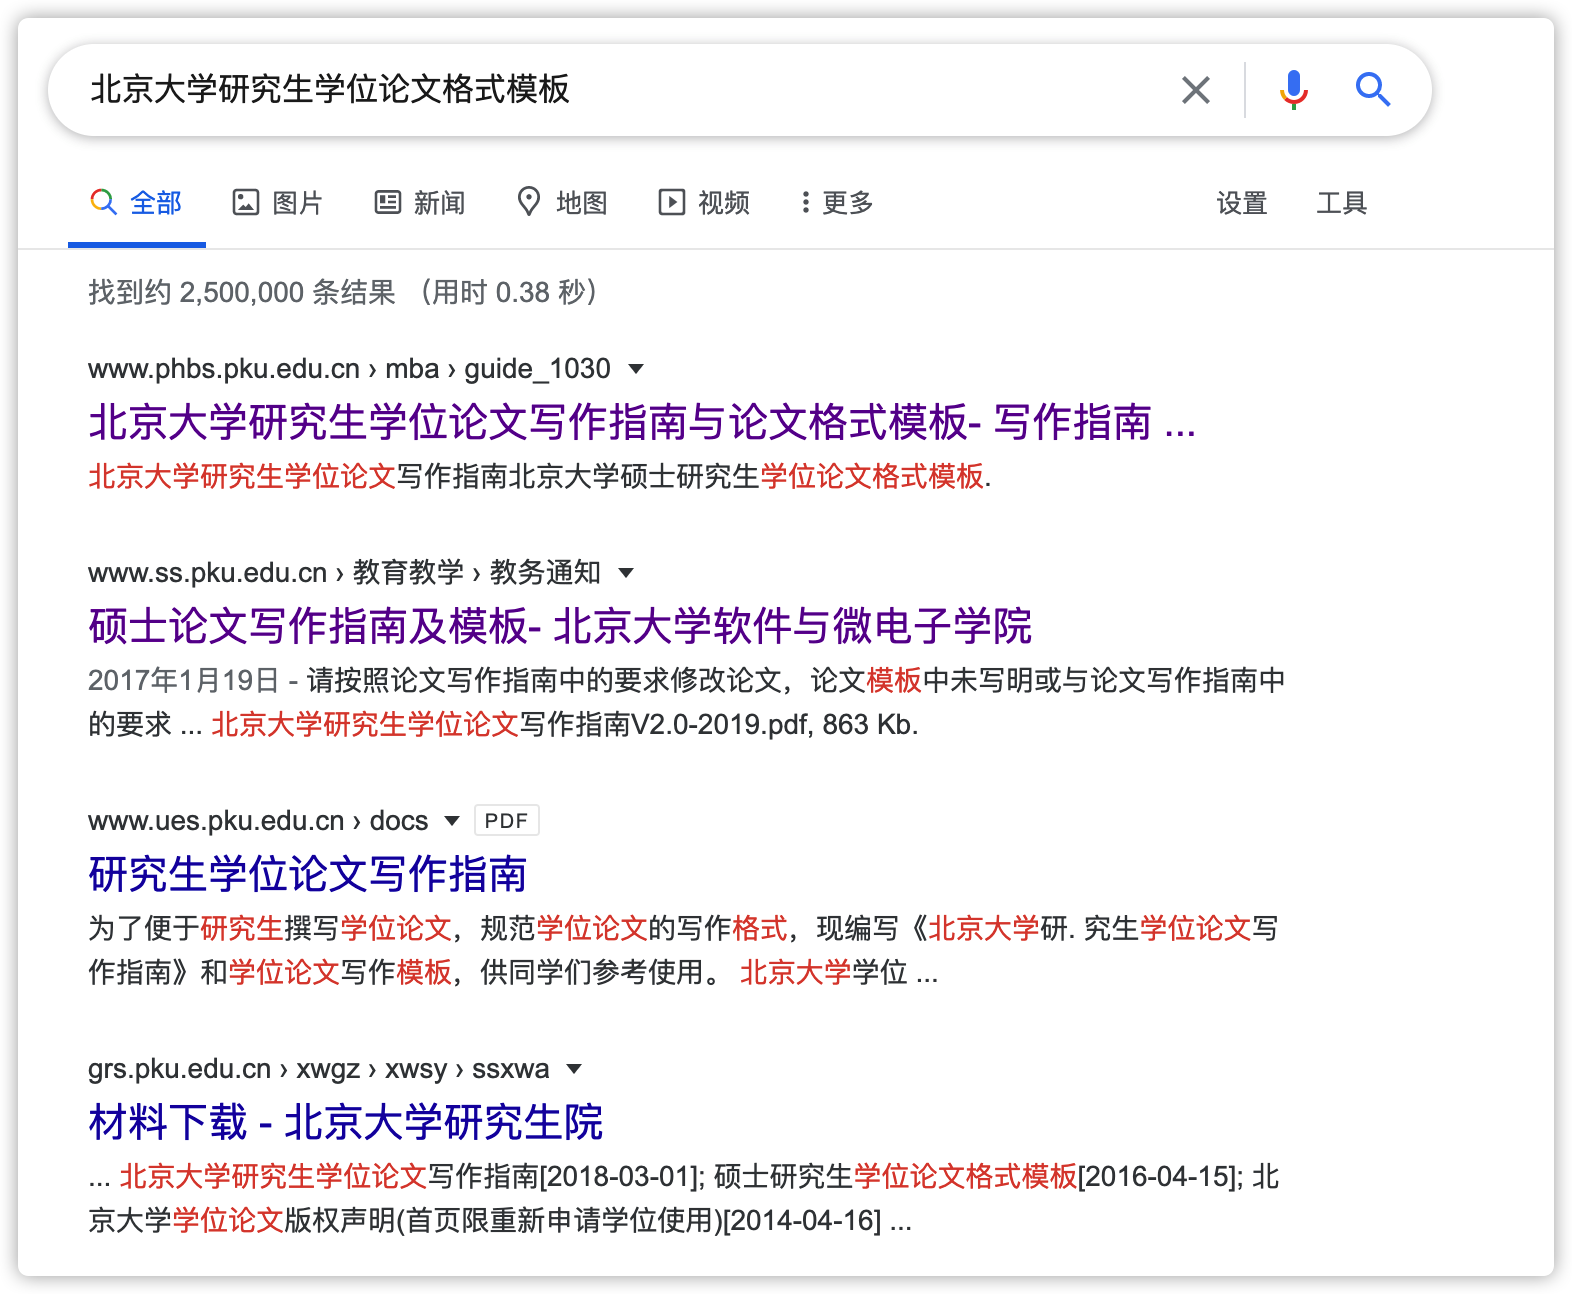 北京大学研究生学位论文格式模板
全部 图片 新闻 地图 视频 更多 设置 工具
找到约 2,500,000 条结果 （用时 0.38 秒）
www.phbs.pku.edu.cn › mba › guide_1030
北京大学研究生学位论文写作指南与论文格式模板- 写作指南 ...
北京大学研究生学位论文写作指南北京大学硕士研究生学位论文格式模板.
www.ss.pku.edu.cn › 教育教学 › 教务通知
硕士论文写作指南及模板- 北京大学软件与微电子学院
2017年1月19日 - 请按照论文写作指南中的要求修改论文，论文模板中未写明或与论文写作指南中
的要求 ... 北京大学研究生学位论文写作指南V2.0-2019.pdf, 863 Kb.
www.ues.pku.edu.cn › docs PDF
研究生学位论文写作指南
为了便于研究生撰写学位论文，规范学位论文的写作格式，现编写《北京大学研. 究生学位论文写
作指南》和学位论文写作模板，供同学们参考使用。 北京大学学位 ...
grs.pku.edu.cn › xwgz › xwsy › ssxwa
材料下载 - 北京大学研究生院
... 北京大学研究生学位论文写作指南[2018-03-01]; 硕士研究生学位论文格式模板[2016-04-15]; 北
京大学学位论文版权声明(首页限重新申请学位使用)[2014-04-16] ...